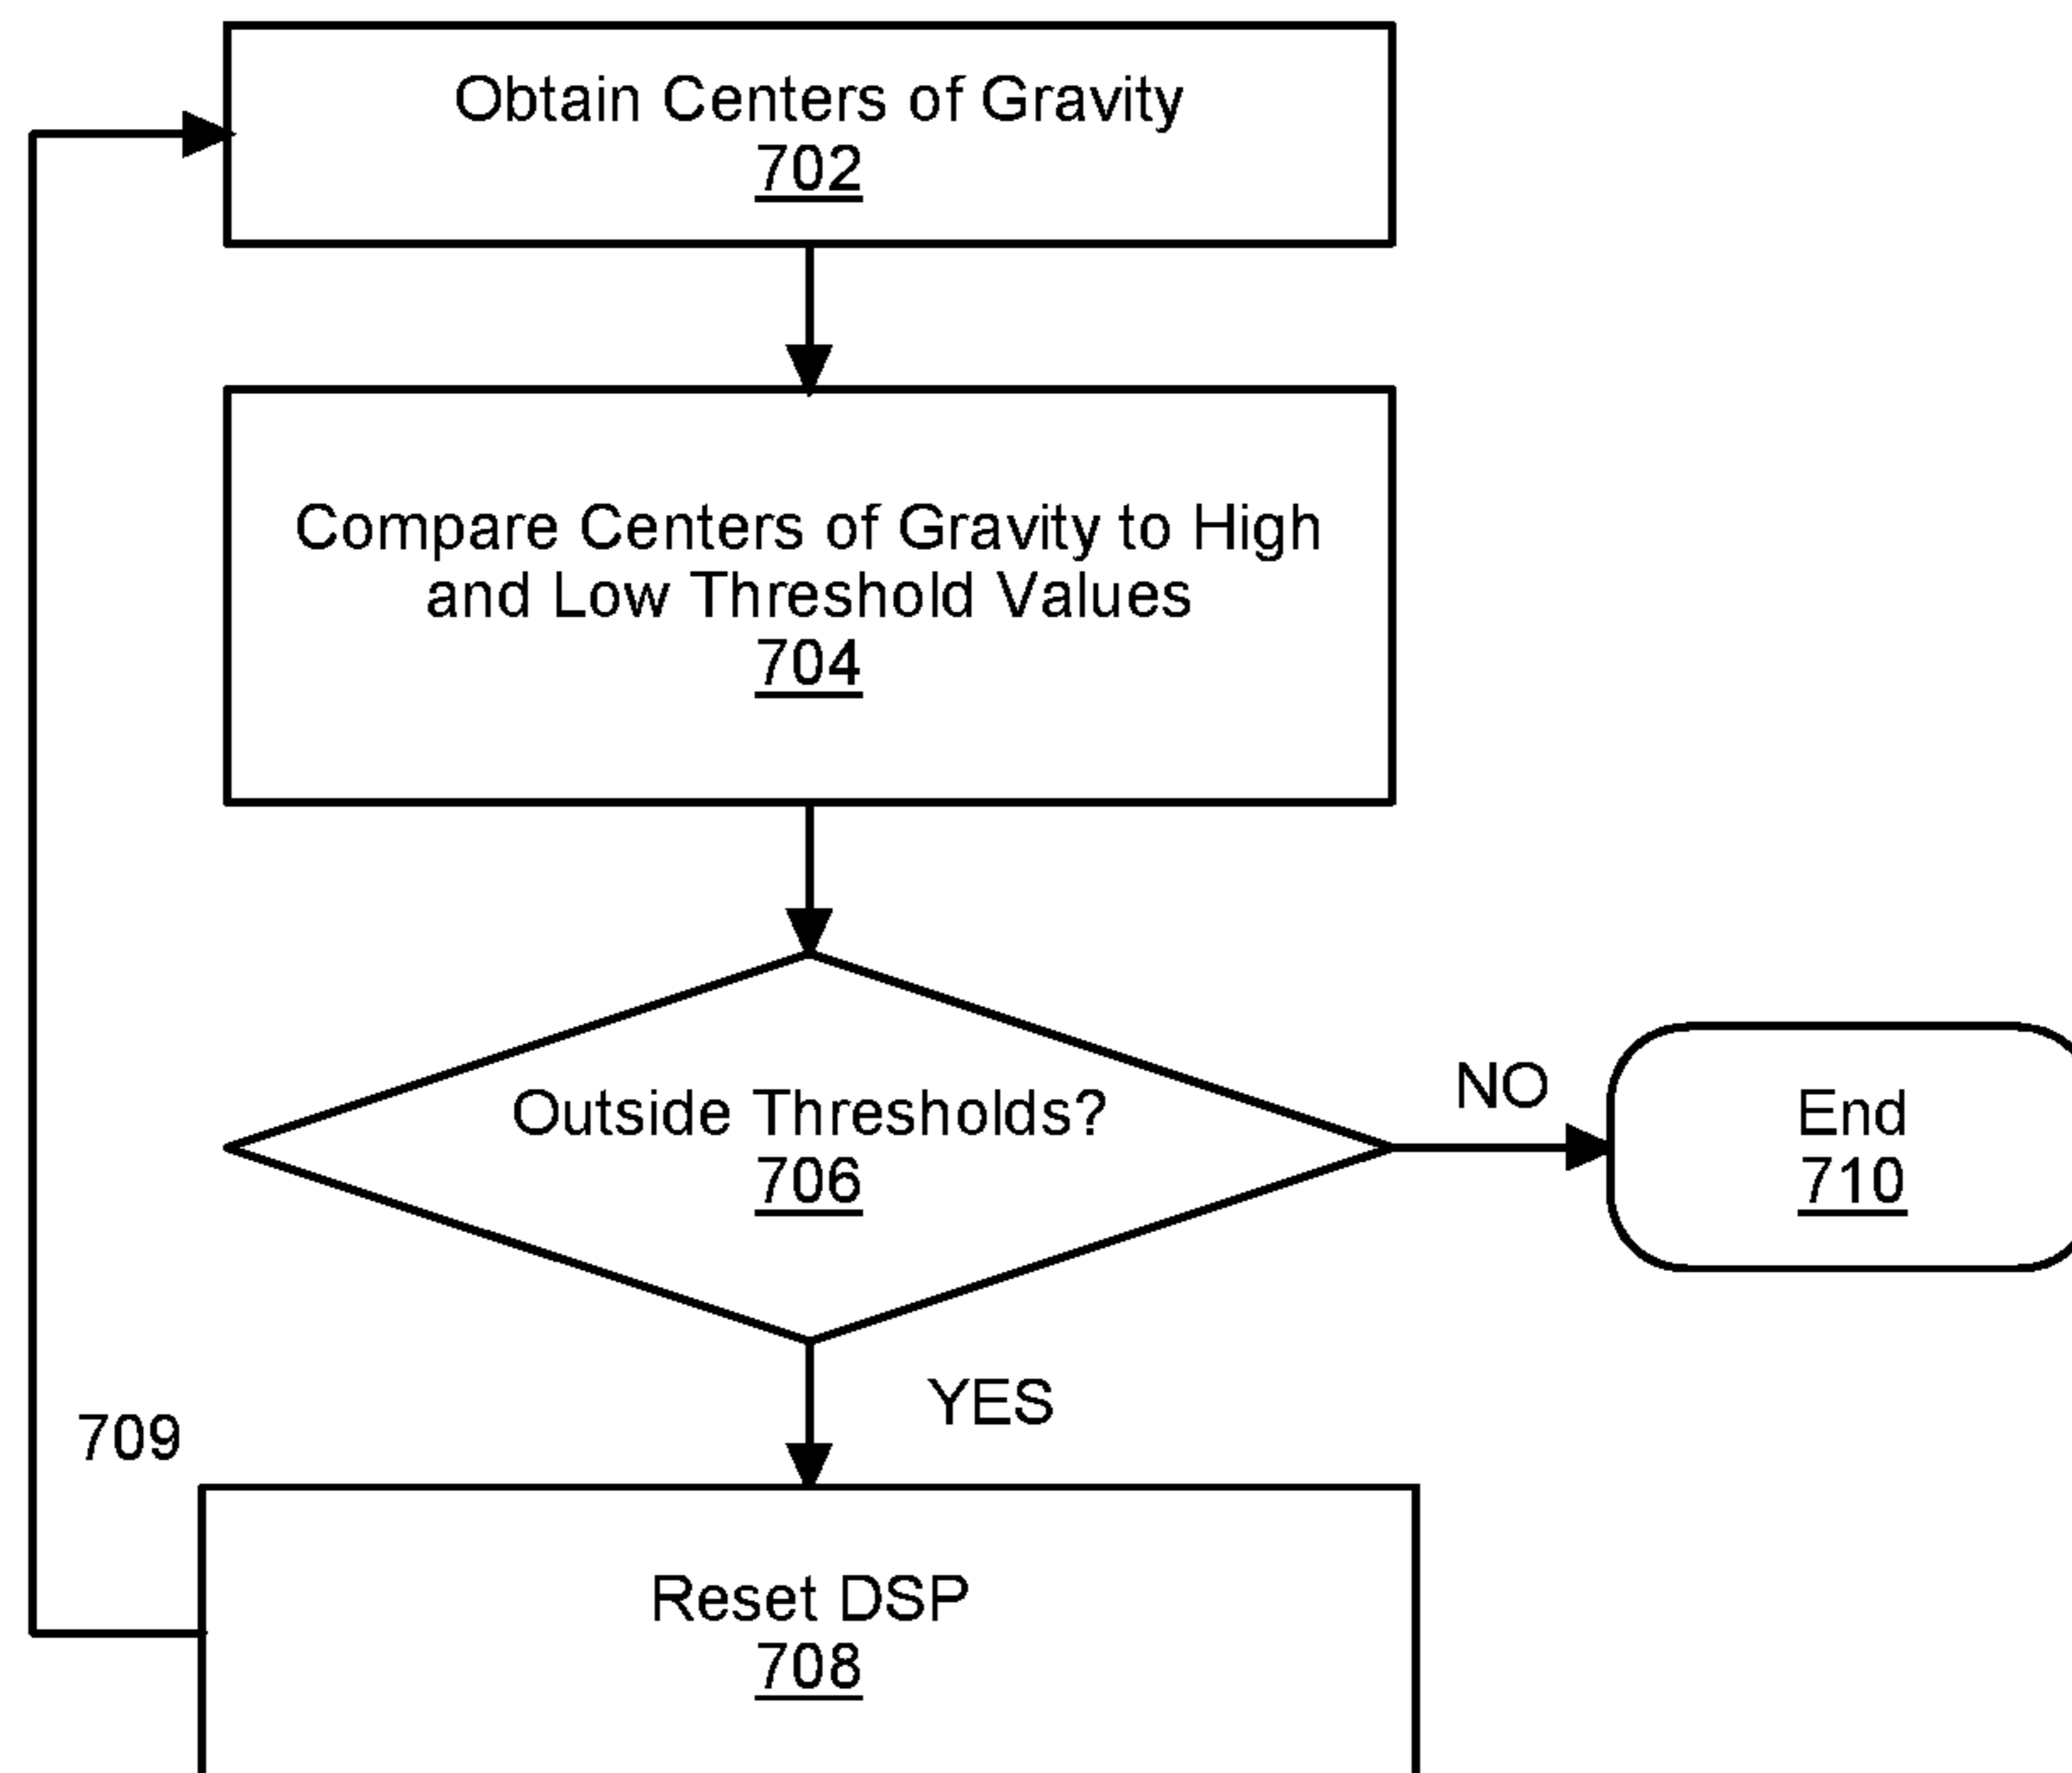 Obtain Centers of Gravity
702
Compare Centers of Gravity to High
and Low Threshold Values
704
Outside Thresholds?
706
NO
End
710
YES
709
Reset DSP
708